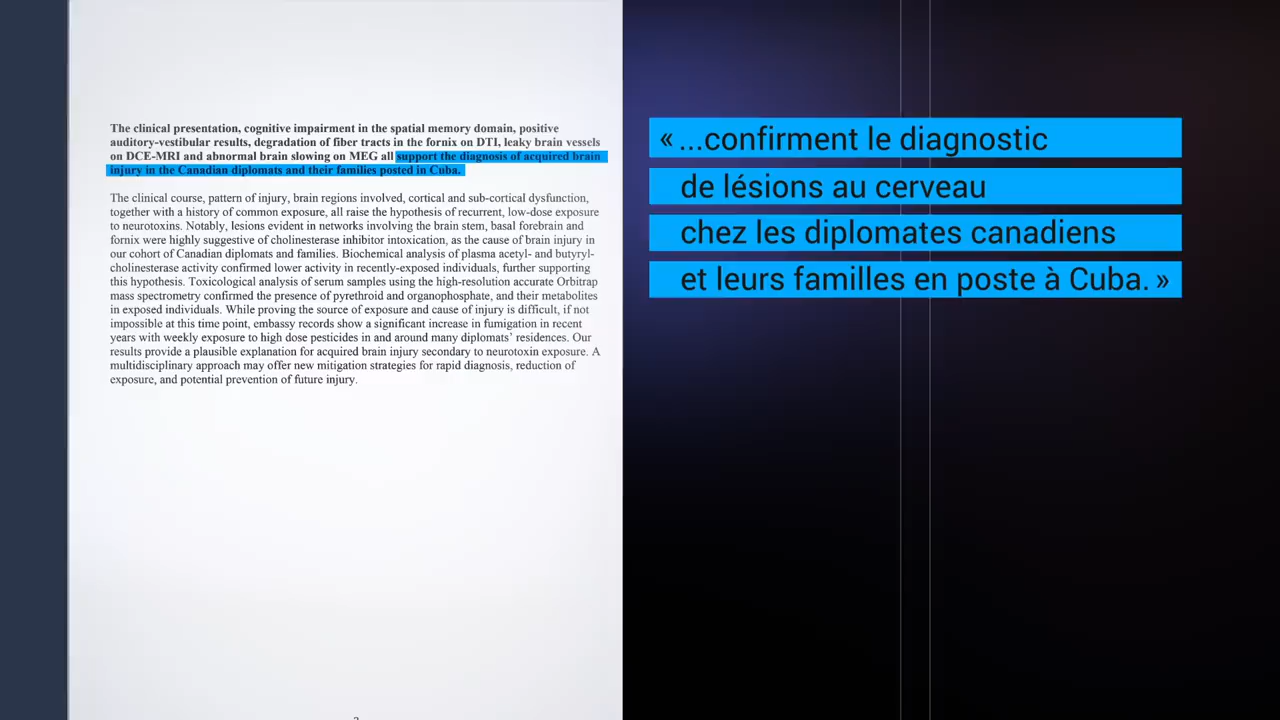 The clinical presentation, cognitive impairment in the spatial memory domain, positive
auditory-vestibular results, degradation of fiber tracts in the fornix on DTI, leaky brain vessels
on DCE-MRI and abnormal brain slowing on MEG all support the diagnosis of acquired brain
injury in the Canadian diplomats and their families posted in Cuba.
The clinical course, pattern of injury, brain regions involved, cortical and sub-cortical dysfunction,
together with a history of common exposure, all raise the hypothesis of recurrent, low-dose exposure
to neurotoxins. Notably, lesions evident in networks involving the brain stem, basal forebrain and
fornix were highly suggestive of cholinesterase inhibitor intoxication, as the cause of brain injury in
our cohort of Canadian diplomats and families. Biochemical analysis of plasma acetyl- and butyryl-
cholinesterase activity confirmed lower activity in recently-exposed individuals, further supporting
this hypothesis. Toxicological analysis of serum samples using the high-resolution accurate Orbitrap
mass spectrometry confirmed the presence of pyrethroid and organophosphate, and their metabolites
in exposed individuals. While proving the source of exposure and cause of injury is difficult, if not
impossible at this time point, embassy records show a significant increase in fumigation in recent
years with weekly exposure to high dose pesticides in and around many diplomats' residences. Our
results provide a plausible explanation for acquired brain injury secondary to neurotoxin exposure. A
multidisciplinary approach may offer new mitigation strategies for rapid diagnosis, reduction of
exposure, and potential prevention of future injury.
« ...confirment le diagnostic
de lésions au cerveau
chez les diplomates canadiens
et leurs familles en poste à Cuba. »